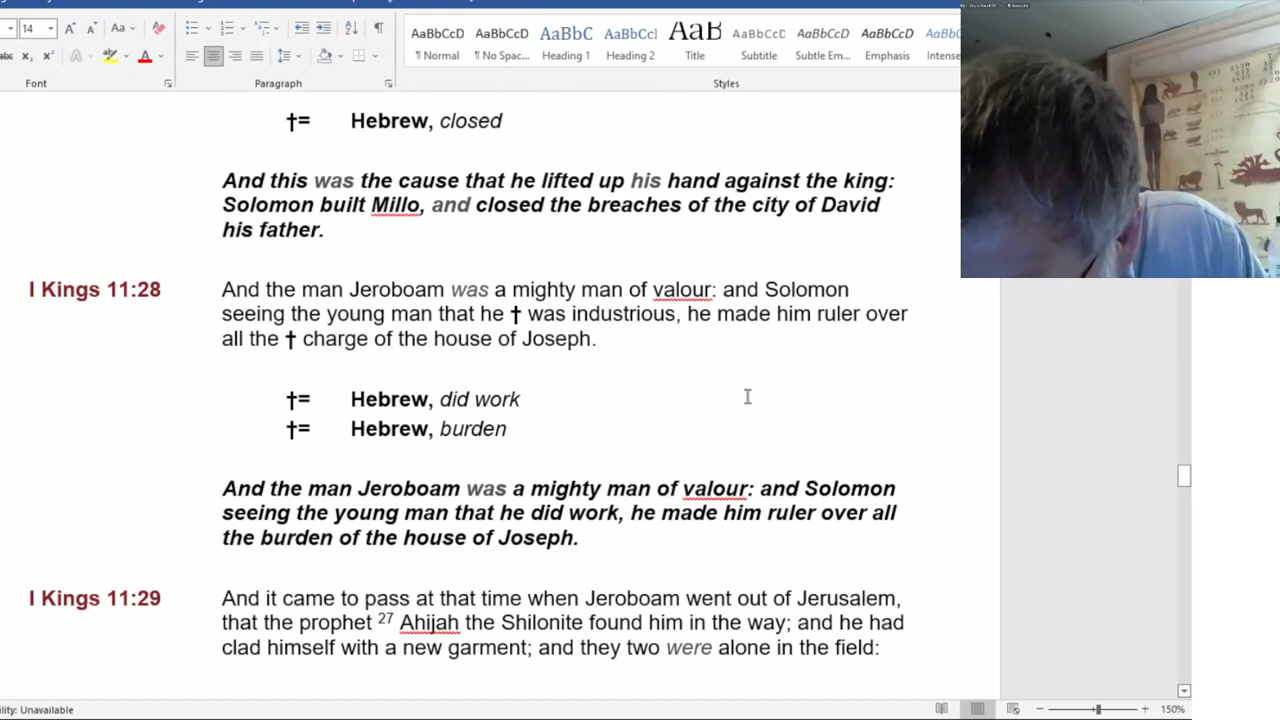 14
Aa
AaBbCcD AaBbCcD AaBbC AaBbCc AaB AaBbCcD AaBbCcD AaBbCcD
¶ Normal ¶ No Spac... Heading 1 Heading 2 Title Subtitle Subtle Em... Emphasis Intense
Font Paragraph Styles
†= Hebrew, closed
And this was the cause that he lifted up his hand against the king:
Solomon built Millo, and closed the breaches of the city of David
his father.
I Kings 11:28 And the man Jeroboam was a mighty man of valour: and Solomon
seeing the young man that he † was industrious, he made him ruler over
all the † charge of the house of Joseph.
†= Hebrew, did work
†= Hebrew, burden
And the man Jeroboam was a mighty man of valour: and Solomon
seeing the young man that he did work, he made him ruler over all
the burden of the house of Joseph.
I Kings 11:29 And it came to pass at that time when Jeroboam went out of Jerusalem,
that the prophet 27 Ahijah the Shilonite found him in the way; and he had
clad himself with a new garment; and they two were alone in the field:
ility: Unavailable
150%